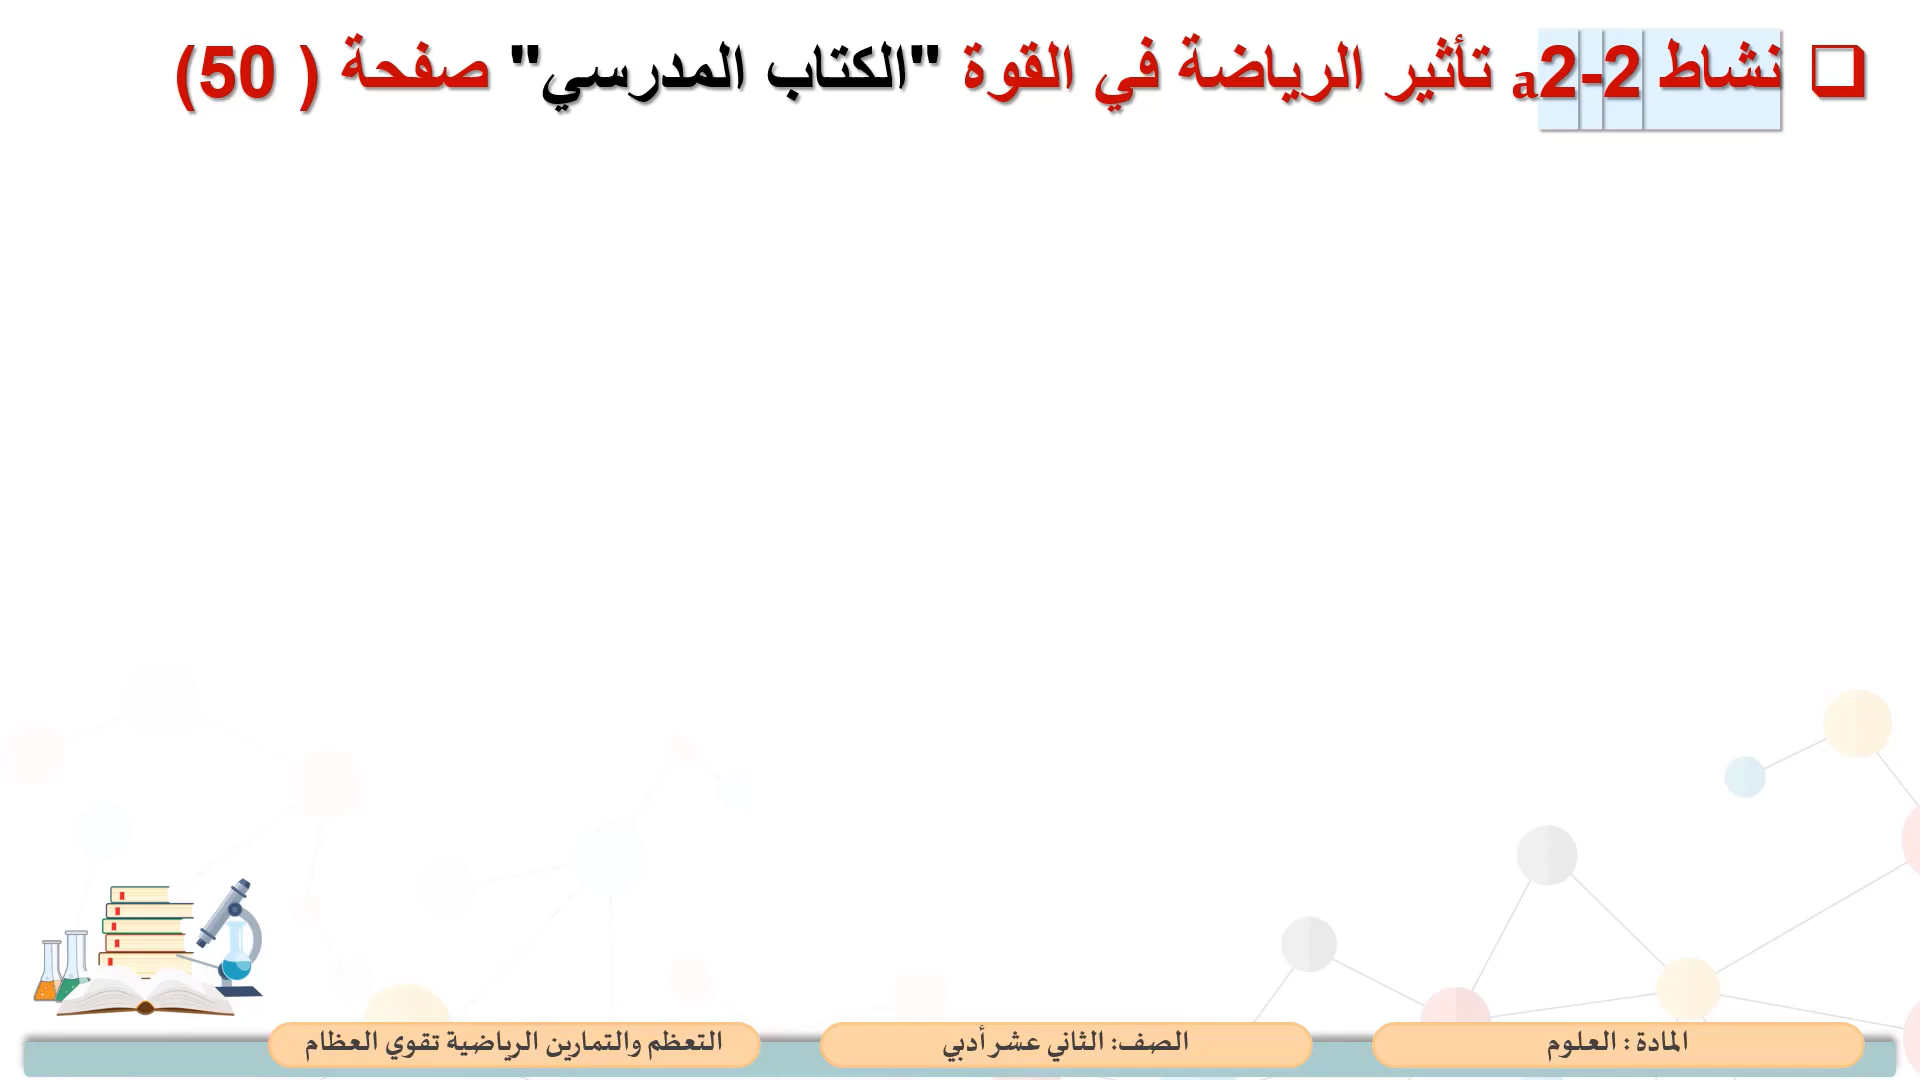 ❑ نشاط 2-2a تأثير الرياضة في القوة "الكتاب المدرسي" صفحة ( 50)
المادة : العلوم
الصف: الثاني عشر أدبي
التعظم والتمارين الرياضية تقوي العظام